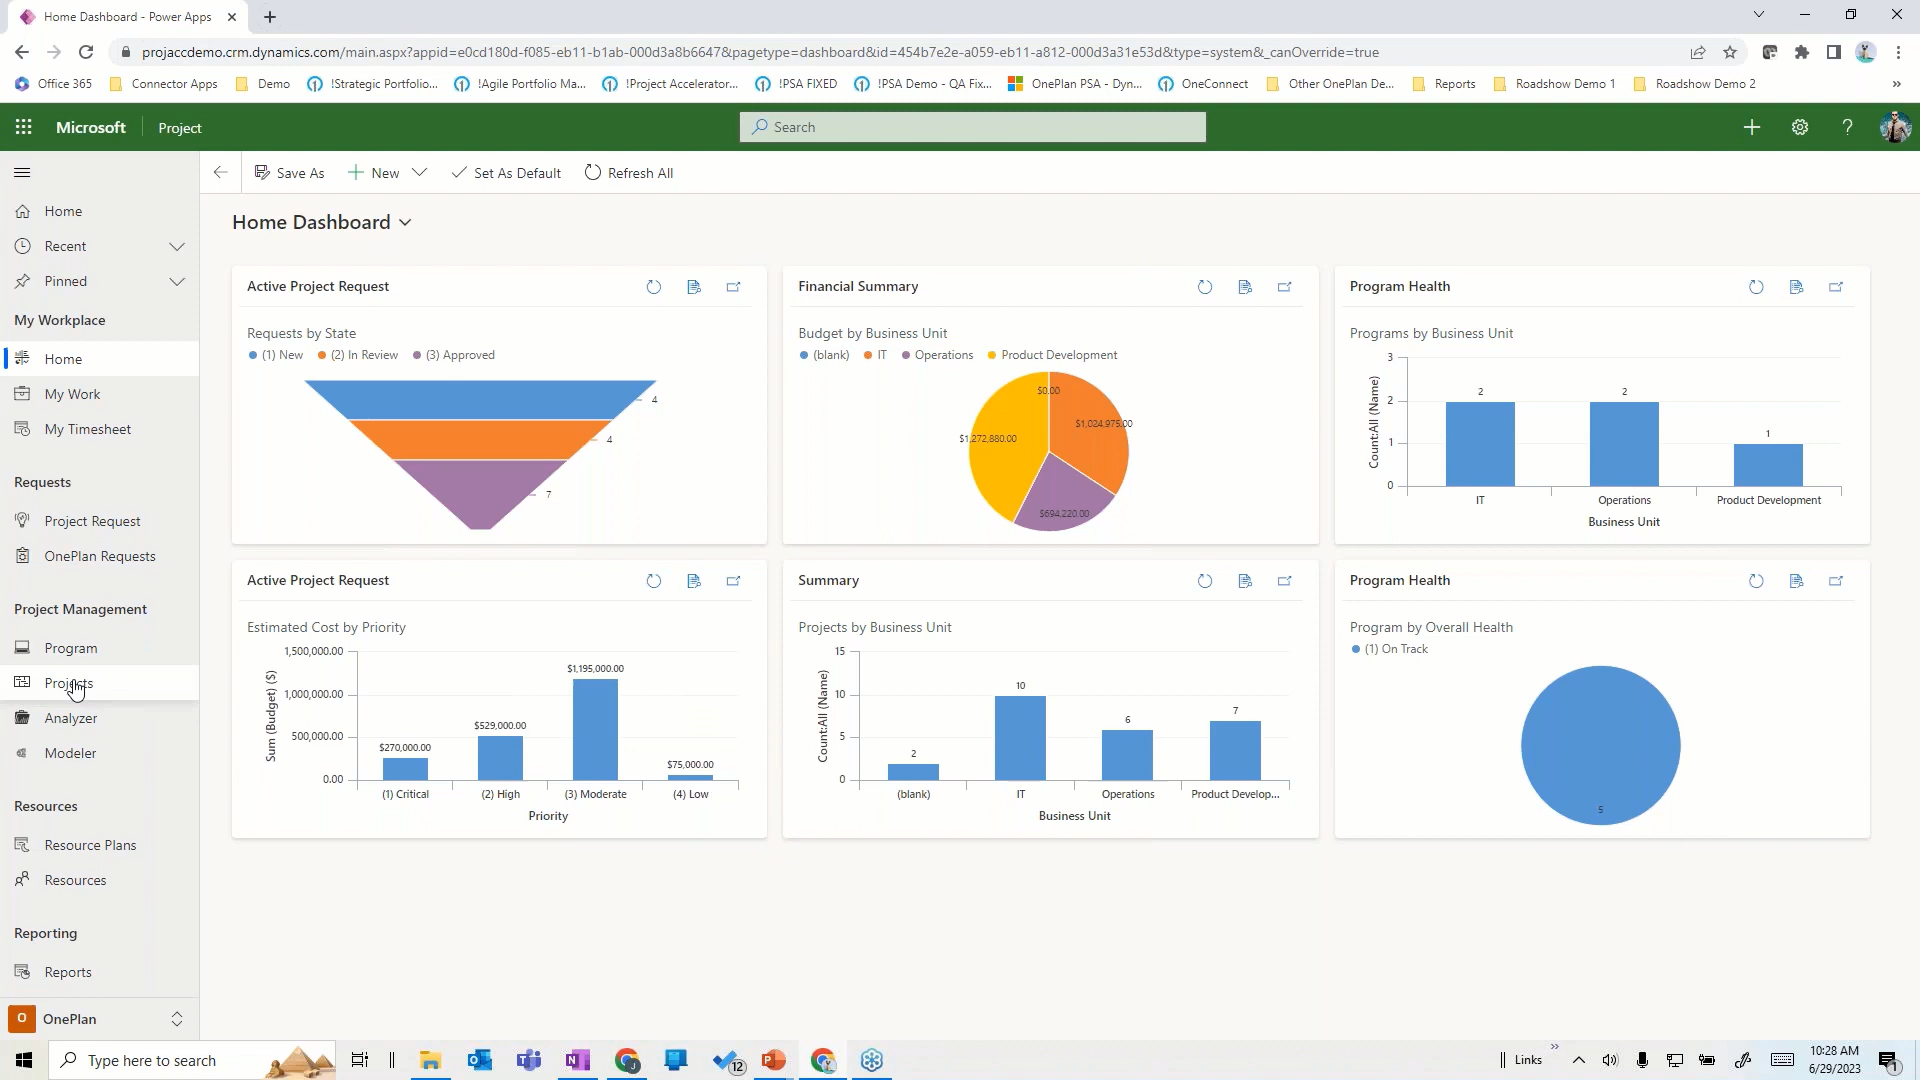 Home Dashboard - Power Apps
projaccdemo.crm.dynamics.com/main.aspx?appid=e0cd180d-f085-eb11-b1ab-000d3a8b6647&pagetype=dashboard&id=454b7e2e-a059-eb11-a812-000d3a31e53d&type=system&_canOverride=true
Office 365 Connector Apps Demo !Strategic Portfolio... !Agile Portfolio Ma... !Project Accelerator... !PSA FIXED !PSA Demo - QA Fix... OnePlan PSA - Dyn... OneConnect Other OnePlan De... Reports Roadshow Demo 1 Roadshow Demo 2 »
Microsoft Project Search
Save As New Set As Default Refresh All
Home
Recent
Pinned
My Workplace
Home
My Work
My Timesheet
Requests
Project Request
OnePlan Requests
Project Management
Program
Projects
Analyzer
Modeler
Resources
Resource Plans
Resources
Reporting
Reports
O OnePlan
Home Dashboard
Active Project Request
Requests by State
(1) New (2) In Review (3) Approved
4
4
7
Financial Summary
Budget by Business Unit
(blank) IT Operations Product Development
$0.00
$1,024,975.00
$1,272,880.00
$694,220.00
Program Health
Programs by Business Unit
Count:All (Name)
3
2
1
0
2
2
1
IT Operations Product Development
Business Unit
Active Project Request
Estimated Cost by Priority
Sum (Budget) ($)
1,500,000.00
1,000,000.00
500,000.00
0.00
$270,000.00
$529,000.00
$1,195,000.00
$75,000.00
(1) Critical (2) High (3) Moderate (4) Low
Priority
Summary
Projects by Business Unit
Count:All (Name)
15
10
5
0
2
10
6
7
(blank) IT Operations Product Develop...
Business Unit
Program Health
Program by Overall Health
(1) On Track
5
Type here to search
12
Links »
10:28 AM
6/29/2023
1